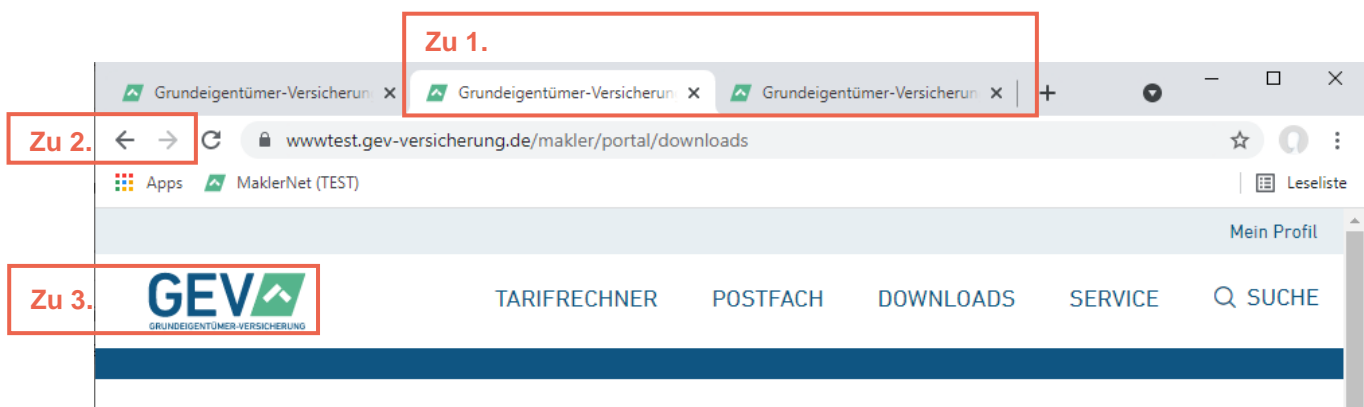 Zu 1.
Grundeigentümer-Versicherun Grundeigentümer-Versicherun Grundeigentümer-Versicherun
Zu 2.
wwwtest.gev-versicherung.de/makler/portal/downloads
Apps MaklerNet (TEST) Leseliste
Mein Profil
Zu 3.
GEV
GRUNDEIGENTÜMER-VERSICHERUNG
TARIFRECHNER POSTFACH DOWNLOADS SERVICE SUCHE